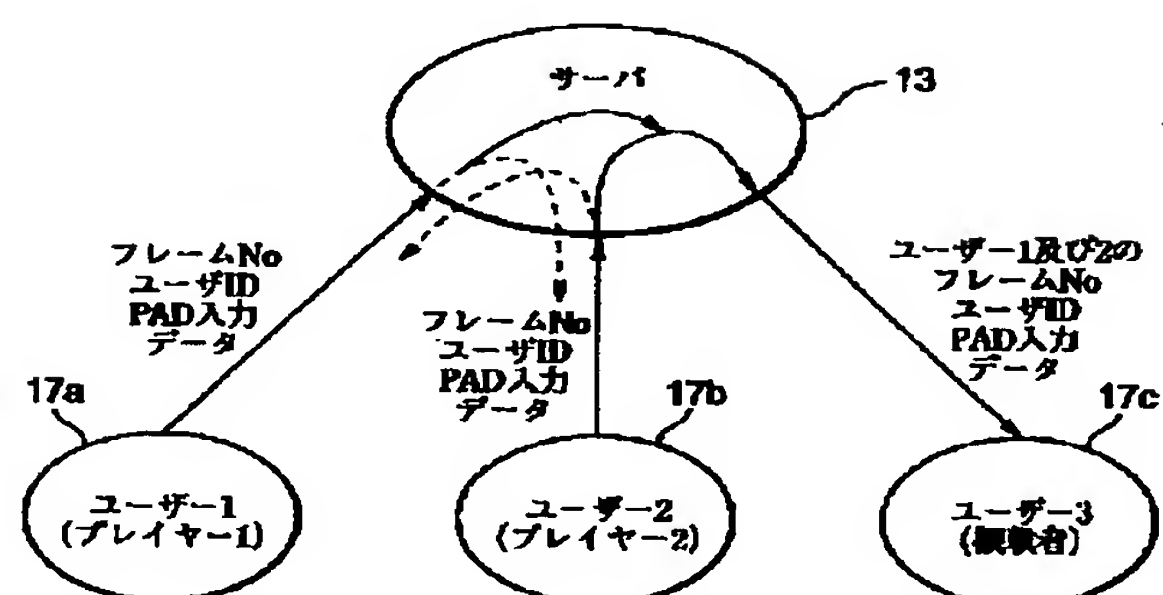 サーバ
13
フレームNo
ユーザID
PAD入力
データ
フレームNo
ユーザID
PAD入力
データ
ユーザー1及び2の
フレームNo
ユーザID
PAD入力
データ
17a
17b
17c
ユーザー1
(プレイヤー1)
ユーザー2
(プレイヤー2)
ユーザー3
(観戦者)